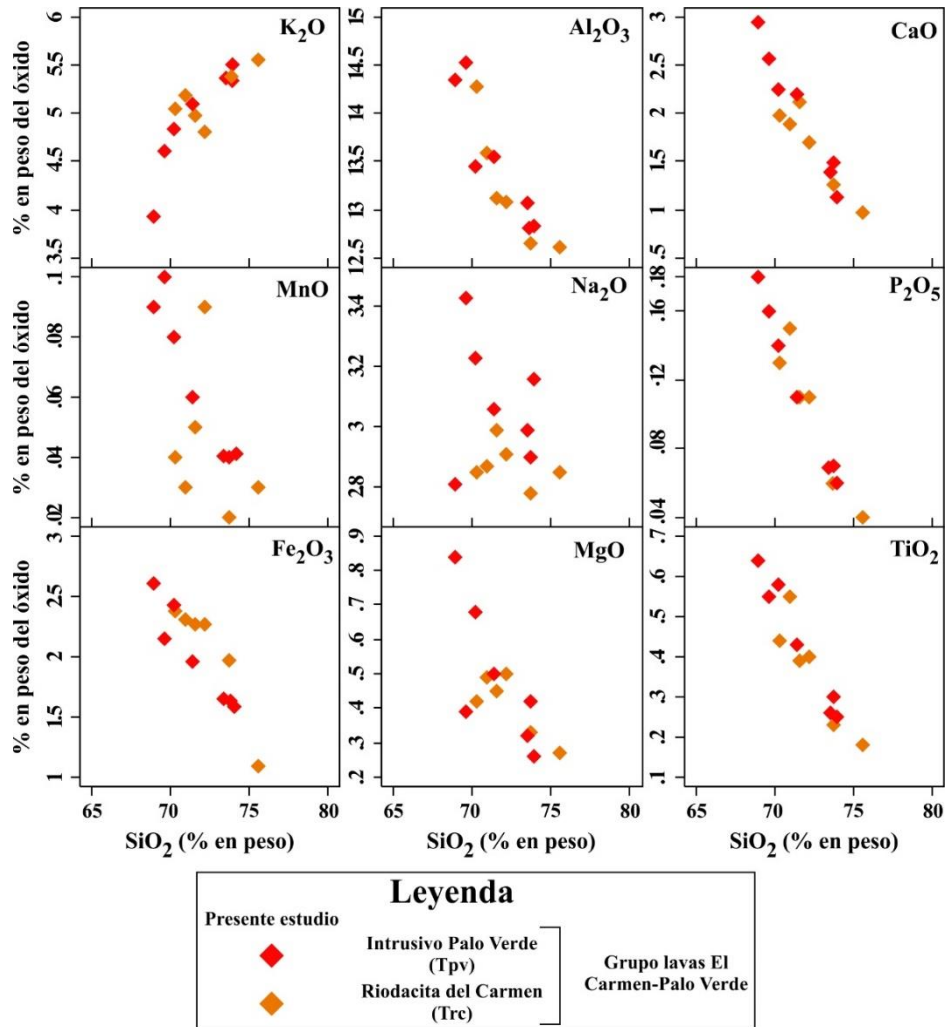 K2O
Al2O3
CaO
% en peso del óxido
3.5 4 4.5 5 5.5 6
12.5 13 13.5 14 14.5 15
.5 1 1.5 2 2.5 3
MnO
Na2O
P2O5
% en peso del óxido
.02 .04 .06 .08 .1
2.8 3 3.2 3.4
.04 .08 .12 .16 .18
Fe2O3
MgO
TiO2
% en peso del óxido
1 1.5 2 2.5 3
.2 .3 .4 .5 .6 .7 .8 .9
.1 .2 .3 .4 .5 .6 .7
65 70 75 80
65 70 75 80
65 70 75 80
SiO2 (% en peso)
SiO2 (% en peso)
SiO2 (% en peso)
Leyenda
Presente estudio
Intrusivo Palo Verde
(Tpv)
Riodacita del Carmen
(Trc)
Grupo lavas El
Carmen-Palo Verde